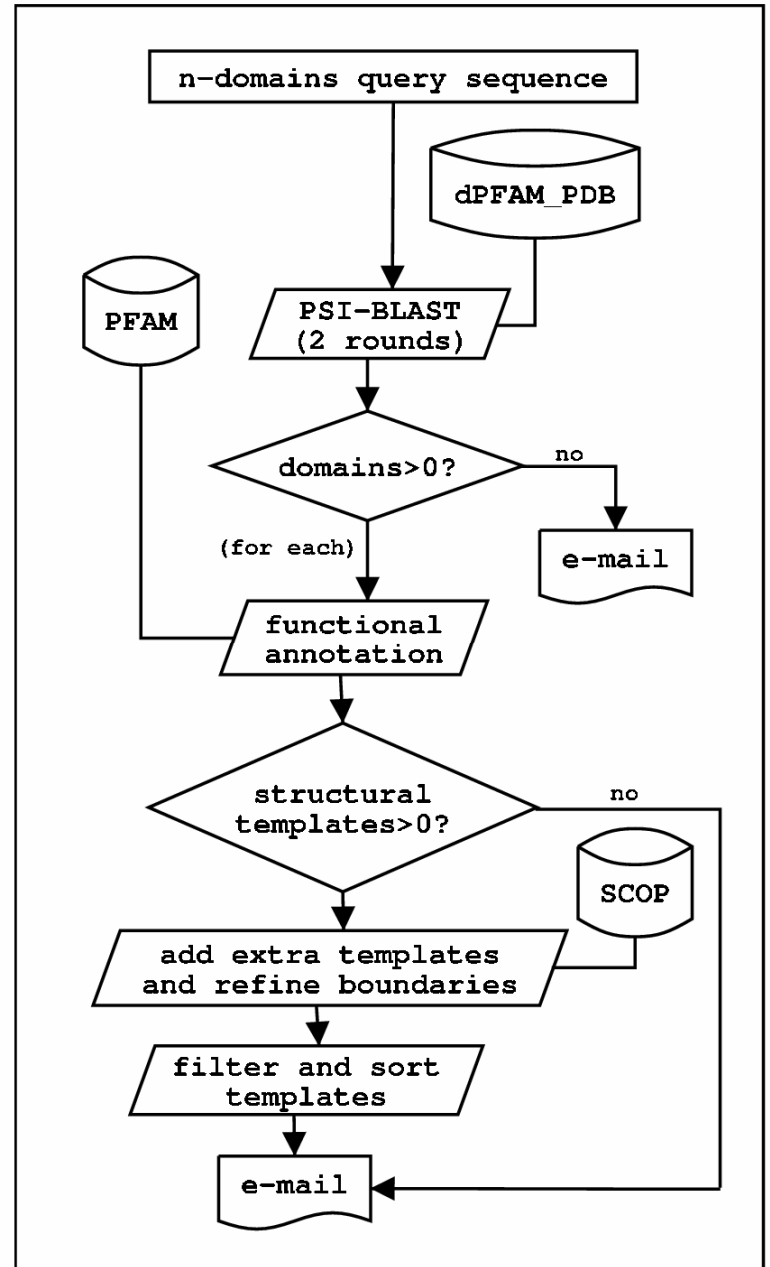 n-domains query sequence
dPFAM_PDB
PFAM
PSI-BLAST
(2 rounds)
domains>0?
no
(for each)
e-mail
functional
annotation
structural
templates>0?
no
SCOP
add extra templates
and refine boundaries
filter and sort
templates
e-mail